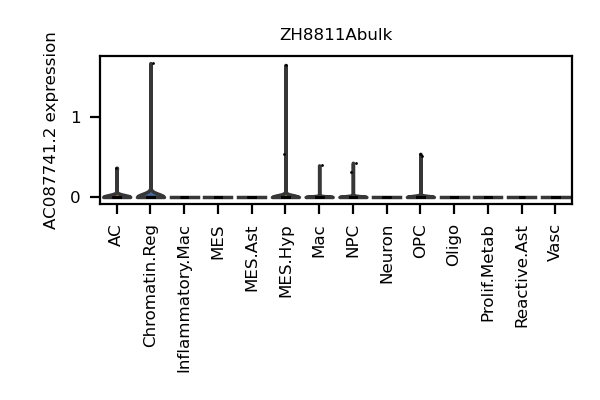 ZH8811Abulk
AC087741.2 expression
1
0
AC
Chromatin.Reg
Inflammatory.Mac
MES
MES.Ast
MES.Hyp
Mac
NPC
Neuron
OPC
Oligo
Prolif.Metab
Reactive.Ast
Vasc